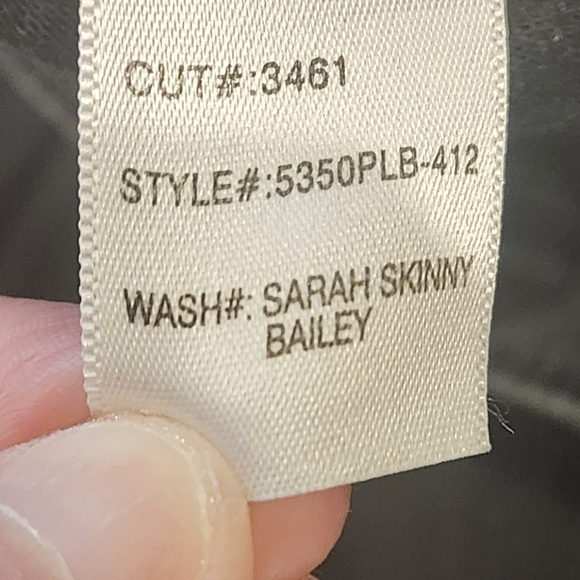 CUT#:3461
STYLE#:5350PLB-412
WASH#: SARAH SKINNY
BAILEY